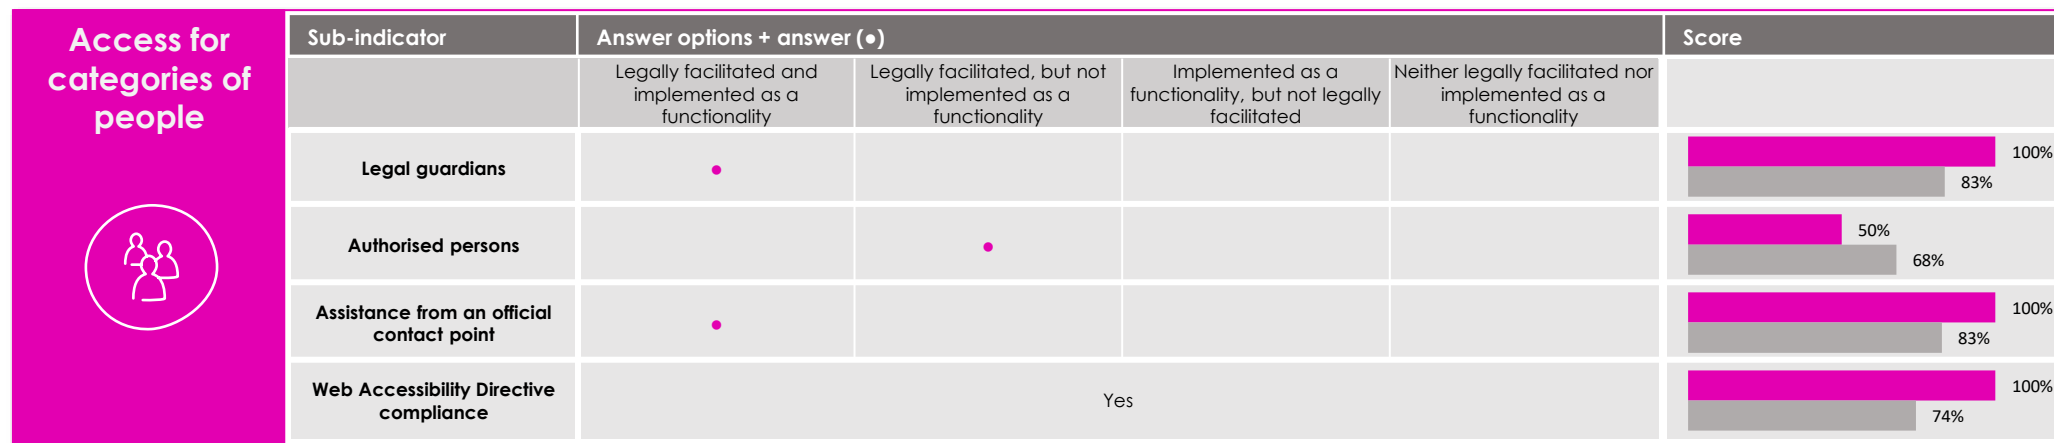 Access for
categories of
people
Sub-indicator
Answer options + answer (●)
Score
Legally facilitated and
implemented as a
functionality
Legally facilitated, but not
implemented as a
functionality
Implemented as a
functionality, but not legally
facilitated
Neither legally facilitated nor
implemented as a
functionality
Legal guardians
●
100%
83%
Authorised persons
●
50%
68%
Assistance from an official
contact point
●
100%
83%
Web Accessibility Directive
compliance
Yes
100%
74%